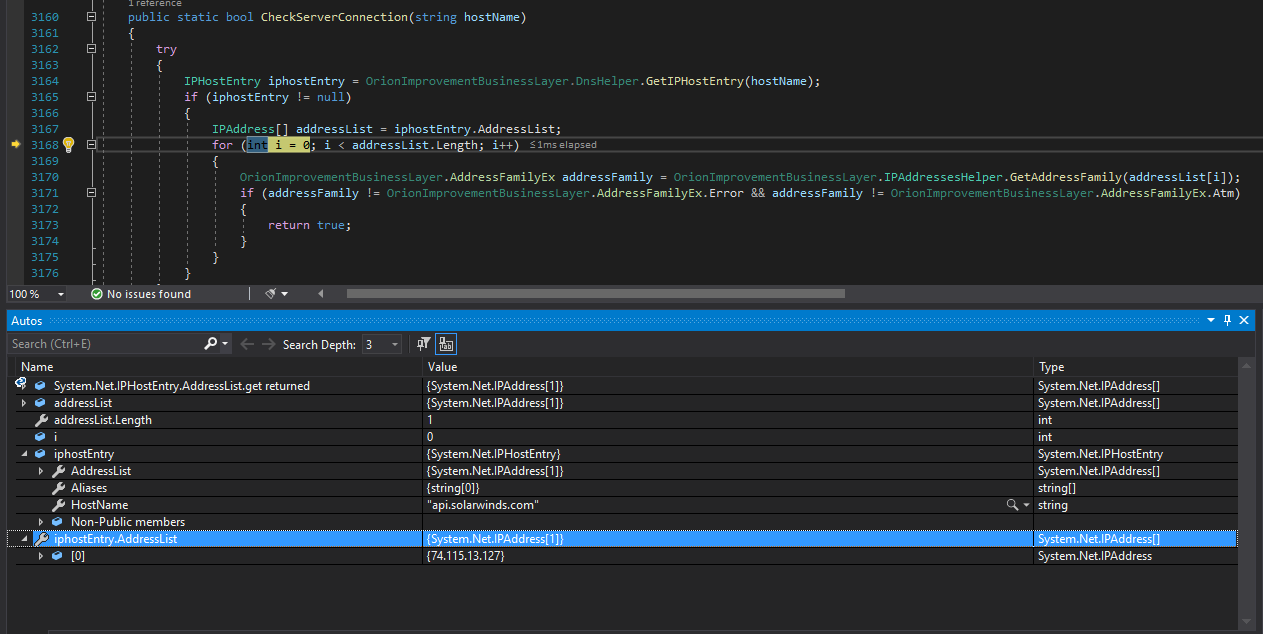 1 reference
3160 public static bool CheckServerConnection(string hostName)
3161 {
3162 try
3163 {
3164 IPHostEntry iphostEntry = OrionImprovementBusinessLayer.DnsHelper.GetIPHostEntry(hostName);
3165 if (iphostEntry != null)
3166 {
3167 IPAddress[] addressList = iphostEntry.AddressList;
3168 for (int i = 0; i < addressList.Length; i++) ≤1ms elapsed
3169 {
3170 OrionImprovementBusinessLayer.AddressFamilyEx addressFamily = OrionImprovementBusinessLayer.IPAddressesHelper.GetAddressFamily(addressList[i]);
3171 if (addressFamily != OrionImprovementBusinessLayer.AddressFamilyEx.Error && addressFamily != OrionImprovementBusinessLayer.AddressFamilyEx.Atm)
3172 {
3173 return true;
3174 }
3175 }
3176 }
100 % No issues found
Autos
Search (Ctrl+E) Search Depth: 3
Name Value Type
System.Net.IPHostEntry.AddressList.get returned {System.Net.IPAddress[1]} System.Net.IPAddress[]
addressList {System.Net.IPAddress[1]} System.Net.IPAddress[]
addressList.Length 1 int
i 0 int
iphostEntry {System.Net.IPHostEntry} System.Net.IPHostEntry
AddressList {System.Net.IPAddress[1]} System.Net.IPAddress[]
Aliases {string[0]} string[]
HostName "api.solarwinds.com" string
Non-Public members
iphostEntry.AddressList {System.Net.IPAddress[1]} System.Net.IPAddress[]
[0] {74.115.13.127} System.Net.IPAddress